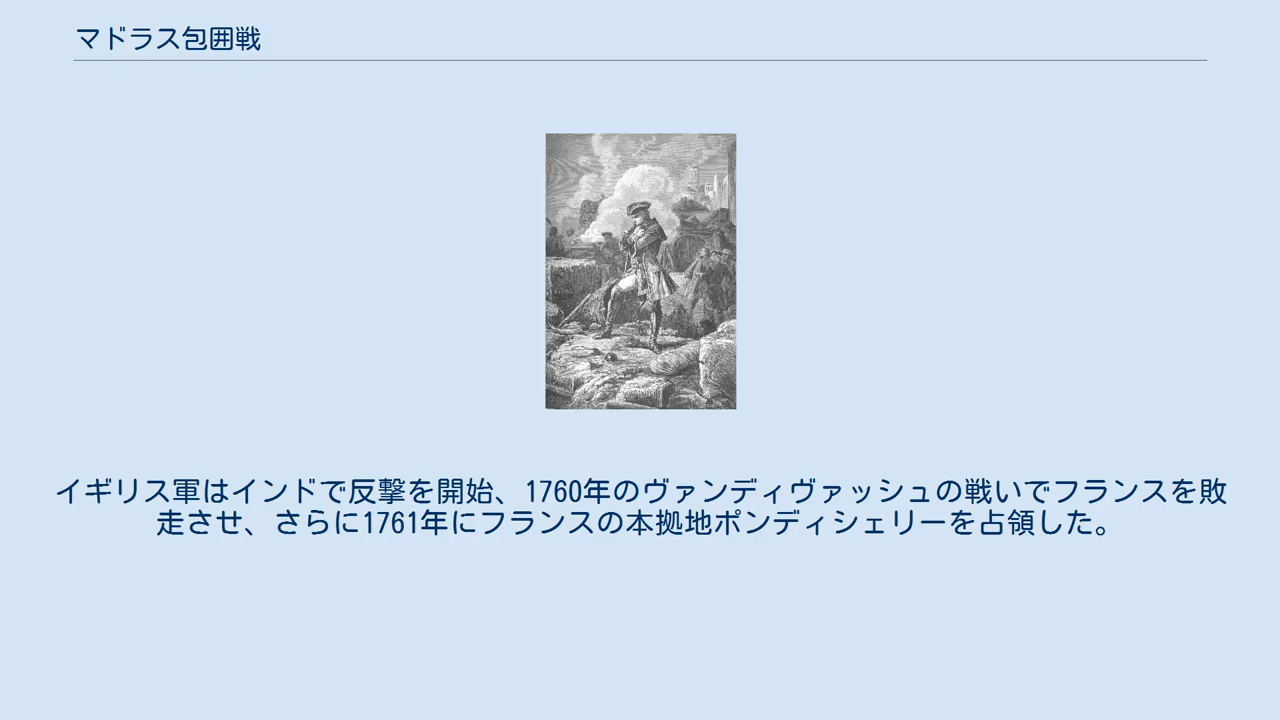 マドラス包囲戦
イギリス軍はインドで反撃を開始、1760年のヴァンディヴァッシュの戦いでフランスを敗
走させ、さらに1761年にフランスの本拠地ポンディシェリーを占領した。